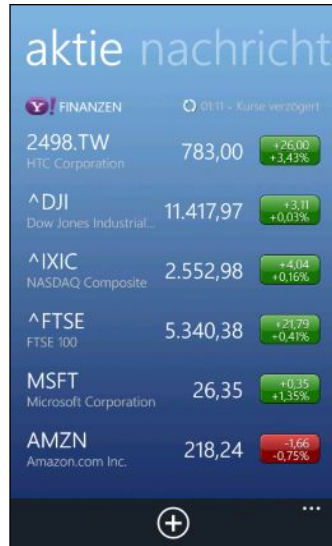 aktie nachricht
Y! FINANZEN 01:11 - Kurse verzögert
2498.TW 783,00 +26,00
HTC Corporation +3,43%
^DJI 11.417,97 +3,11
Dow Jones Industrial... +0,03%
^IXIC 2.552,98 +4,04
NASDAQ Composite +0,16%
^FTSE 5.340,38 +21,79
FTSE 100 +0,41%
MSFT 26,35 +0,35
Microsoft Corporation +1,35%
AMZN 218,24 -1,66
Amazon.com Inc. -0,75%